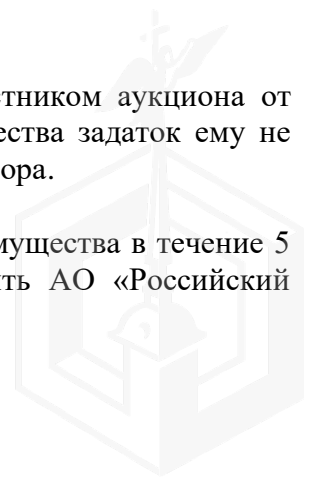 тником аукциона от
ества задаток ему не
ора.
мущества в течение 5
ть АО «Российский